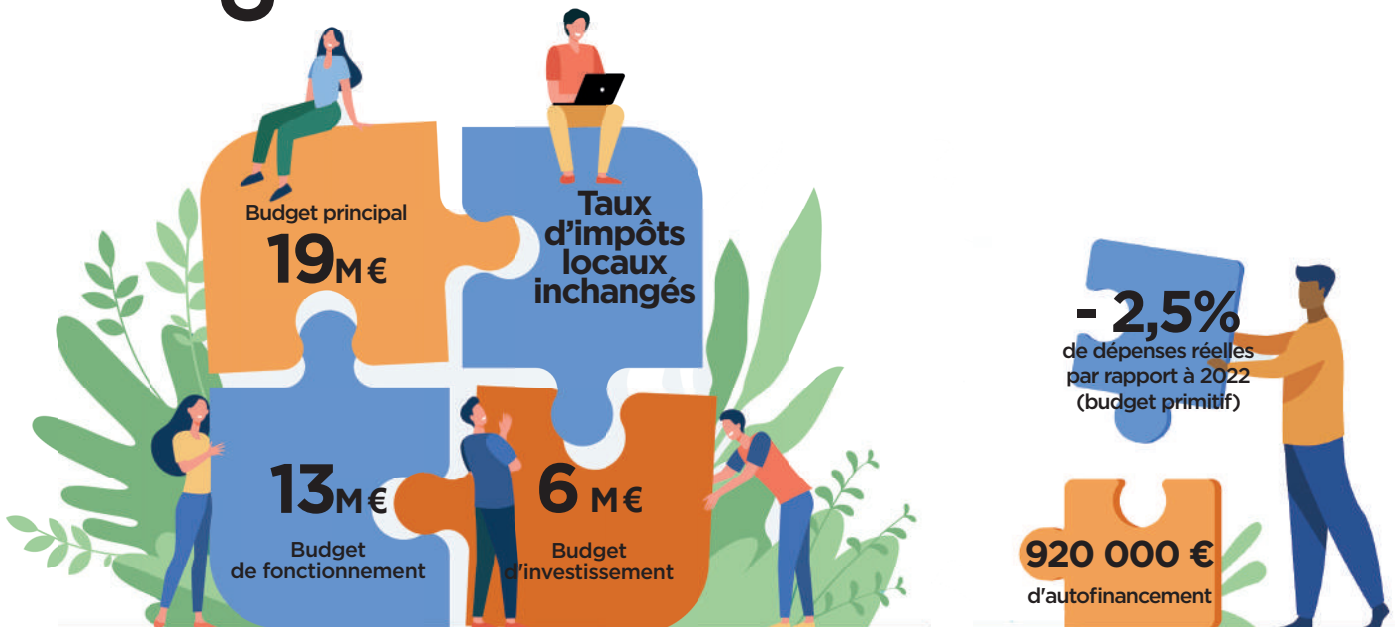 Budget principal
19M€
Taux
d'impôts
locaux
inchangés
13M€
Budget
de fonctionnement
6 M€
Budget
d'investissement
- 2,5%
de dépenses réelles
par rapport à 2022
(budget primitif)
920 000 €
d'autofinancement